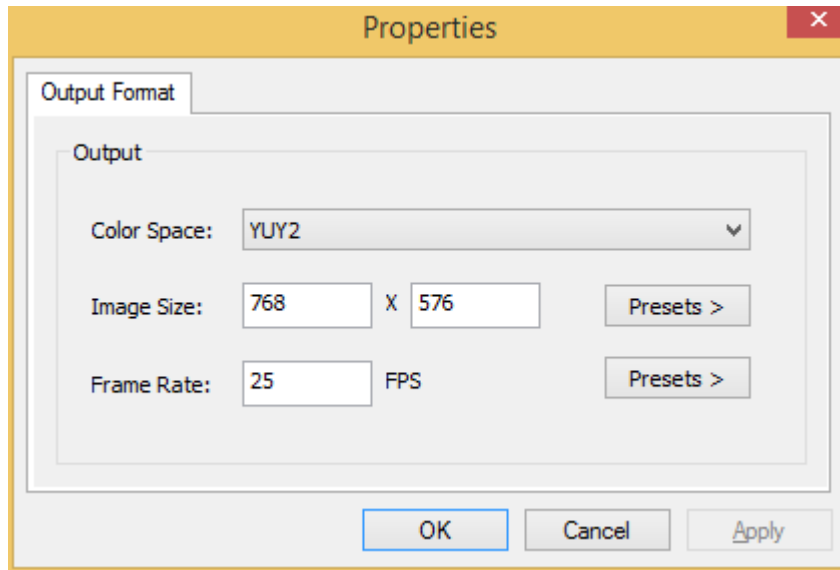 Properties
Output Format
Output
Color Space: YUY2
Image Size: 768 X 576 Presets >
Frame Rate: 25 FPS Presets >
OK Cancel Apply